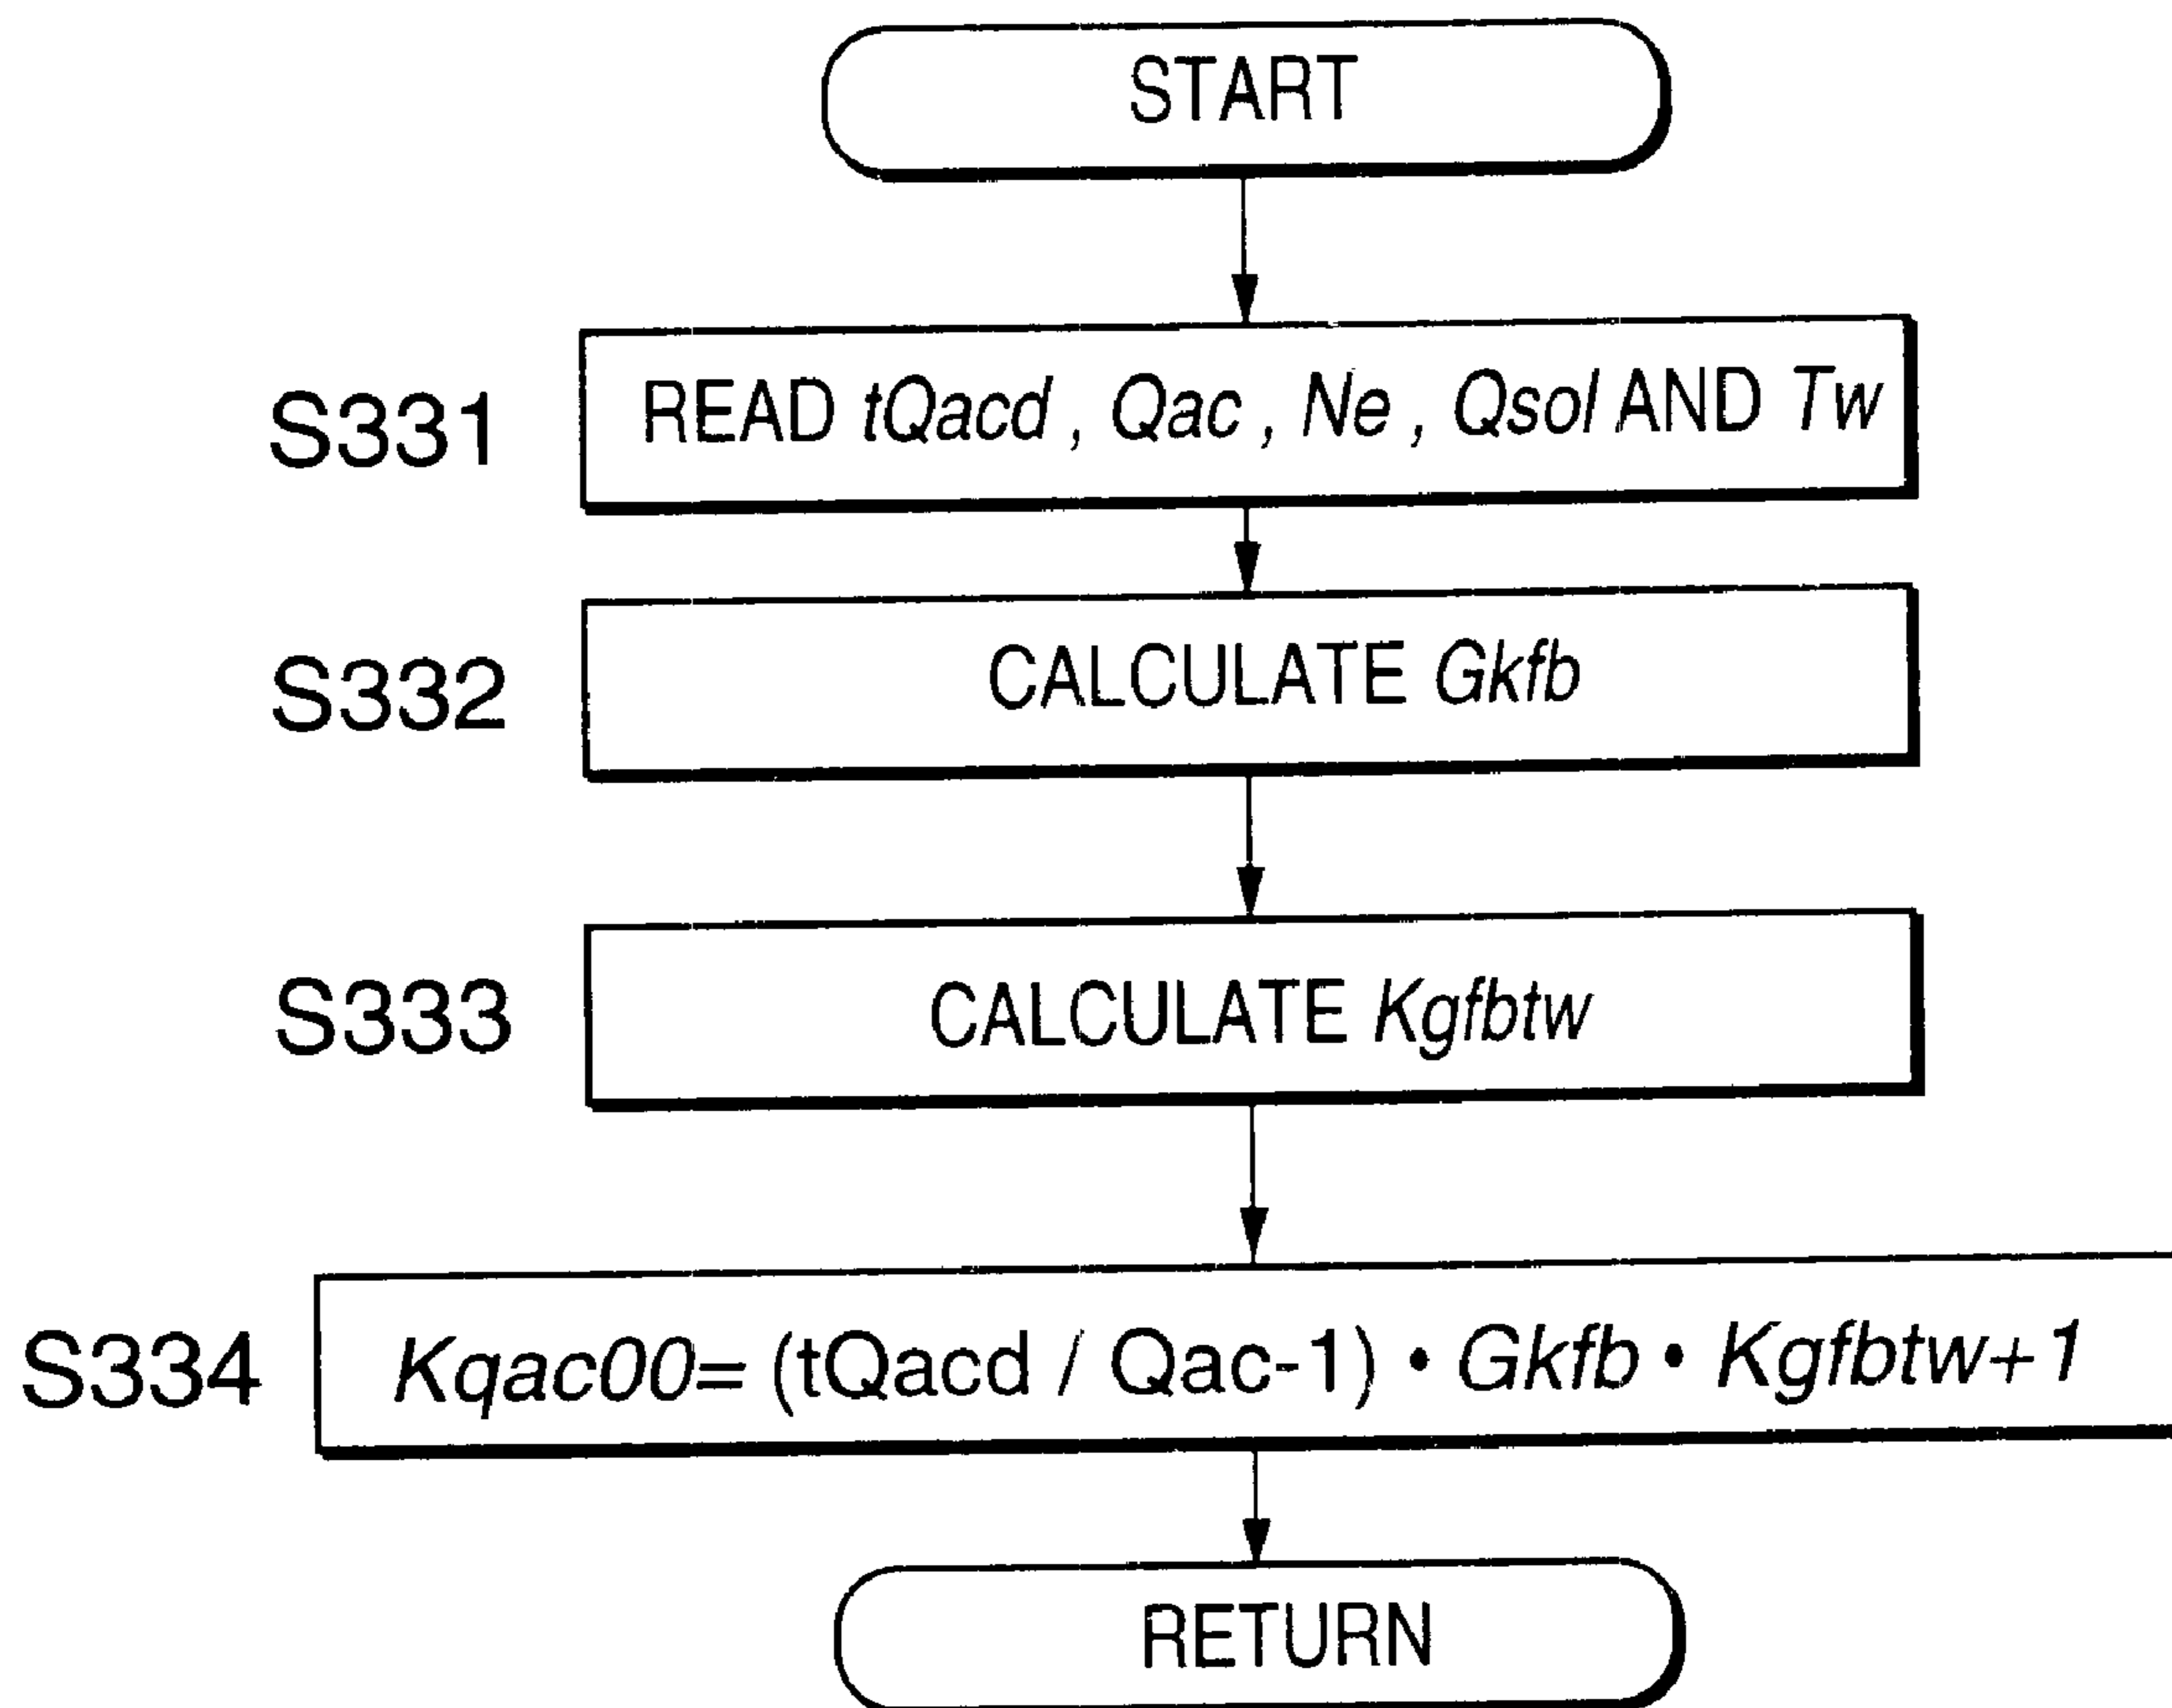 START
S331 READ tQacd , Qac , Ne , Qsol AND Tw
S332 CALCULATE Gkfb
S333 CALCULATE Kgfbtw
S334 Kqac00= (tQacd / Qac-1) • Gkfb • Kgfbtw+1
RETURN